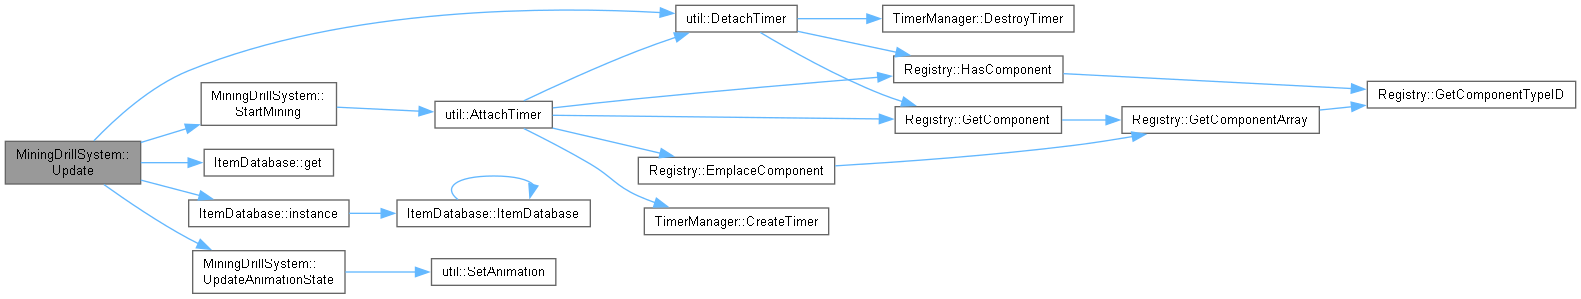 MiningDrillSystem::
Update
util::DetachTimer
MiningDrillSystem::
StartMining
ItemDatabase::get
ItemDatabase::instance
MiningDrillSystem::
UpdateAnimationState
util::AttachTimer
ItemDatabase::ItemDatabase
util::SetAnimation
TimerManager::DestroyTimer
Registry::HasComponent
Registry::GetComponent
Registry::EmplaceComponent
TimerManager::CreateTimer
Registry::GetComponentArray
Registry::GetComponentTypeID